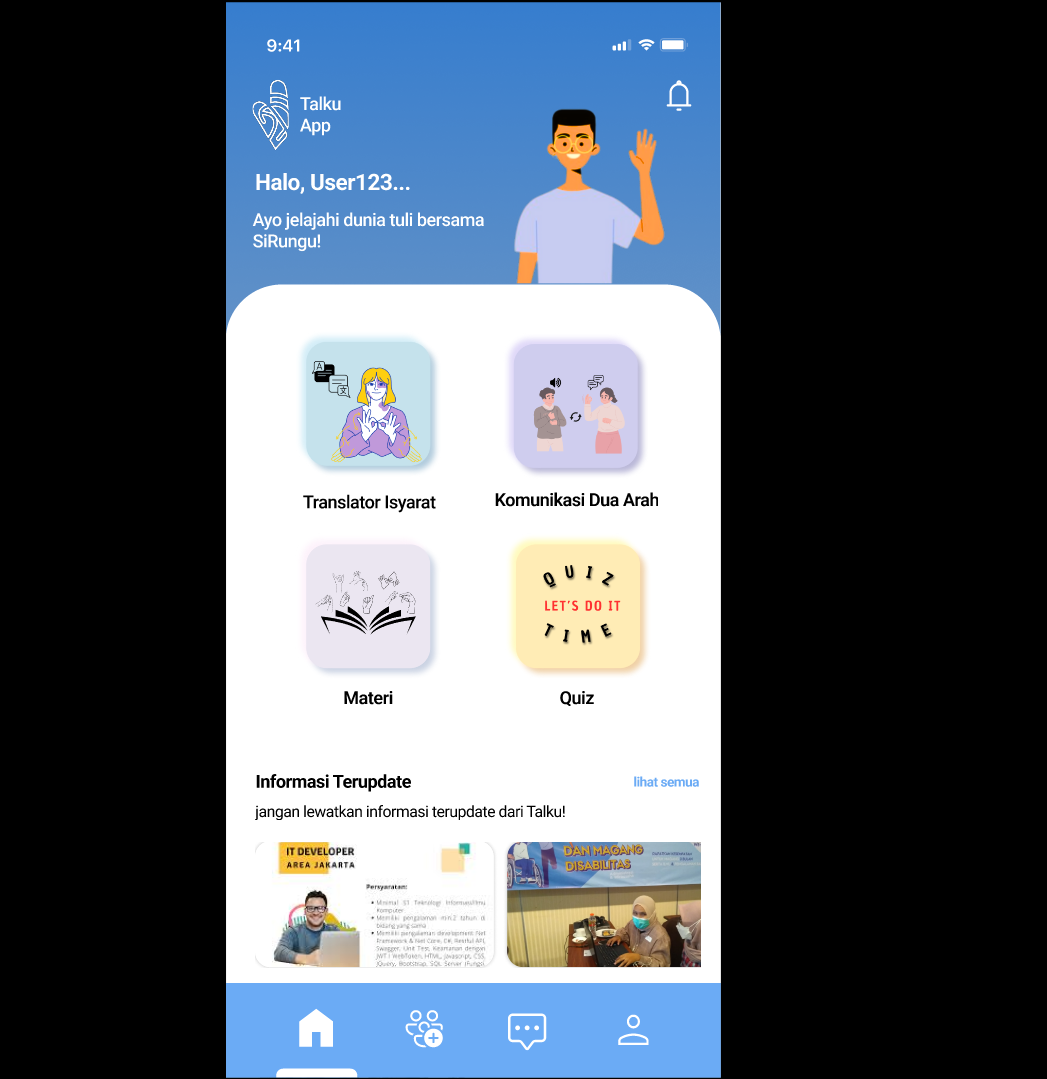 9:41
Talku
App
Halo, User123...
Ayo jelajahi dunia tuli bersama
SiRungu!
A
文
Translator Isyarat
Komunikasi Dua Arah
QUIZ
LET'S DO IT
TIME
Materi
Quiz
Informasi Terupdate
lihat semua
jangan lewatkan informasi terupdate dari Talku!
IT DEVELOPER
AREA JAKARTA
Persyaratan:
Minimal S1 Teknologi Informasi/Ilmu
Komputer
Memiliki pengalaman min.2 tahun di
bidang yang sama
Memiliki pengalaman development .Net
Framework & Net Core, C#, Restful API,
Swagger, Unit Test, Keamanan dengan
JWT / WebToken, HTML, Javascript, CSS,
jQuery, Bootstrap, SQL Server (Fungsi,
DAN MAGANG
DISABILITAS